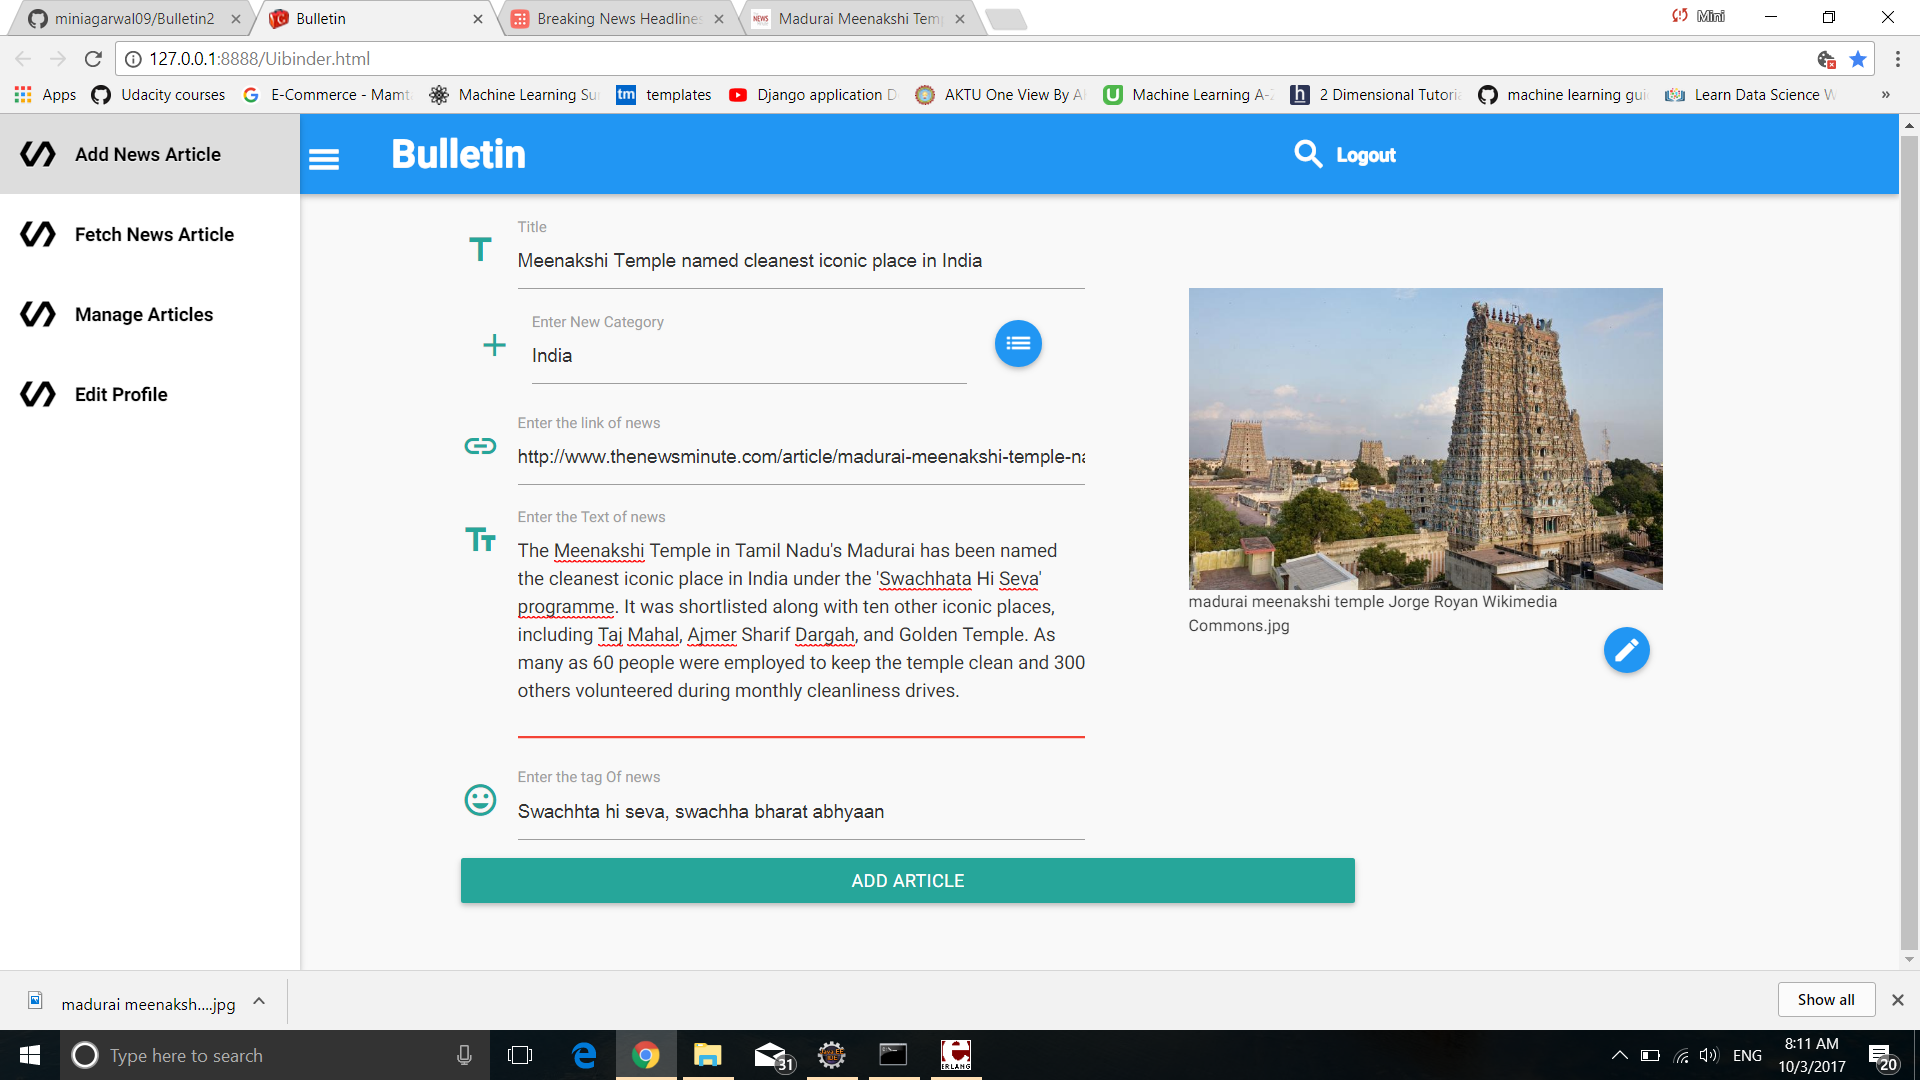 miniagarwal09/Bulletin2
Bulletin
Breaking News Headlines
Madurai Meenakshi Tem
Mini
127.0.0.1:8888/Uibinder.html
Apps
Udacity courses
E-Commerce - Mamt
Machine Learning Su
tm
templates
Django application D
AKTU One View By A
Machine Learning A-Z
h
2 Dimensional Tutoria
machine learning gui
Learn Data Science W
»
Add News Article
Bulletin
Logout
Fetch News Article
Manage Articles
Edit Profile
Title
Meenakshi Temple named cleanest iconic place in India
Enter New Category
India
Enter the link of news
http://www.thenewsminute.com/article/madurai-meenakshi-temple-na
Enter the Text of news
The Meenakshi Temple in Tamil Nadu's Madurai has been named
the cleanest iconic place in India under the 'Swachhata Hi Seva'
programme. It was shortlisted along with ten other iconic places,
including Taj Mahal, Ajmer Sharif Dargah, and Golden Temple. As
many as 60 people were employed to keep the temple clean and 300
others volunteered during monthly cleanliness drives.
Enter the tag Of news
Swachhta hi seva, swachha bharat abhyaan
ADD ARTICLE
madurai meenakshi temple Jorge Royan Wikimedia
Commons.jpg
madurai meenaksh....jpg
Show all
Type here to search
31
ERLANG
ENG
8:11 AM
10/3/2017
20